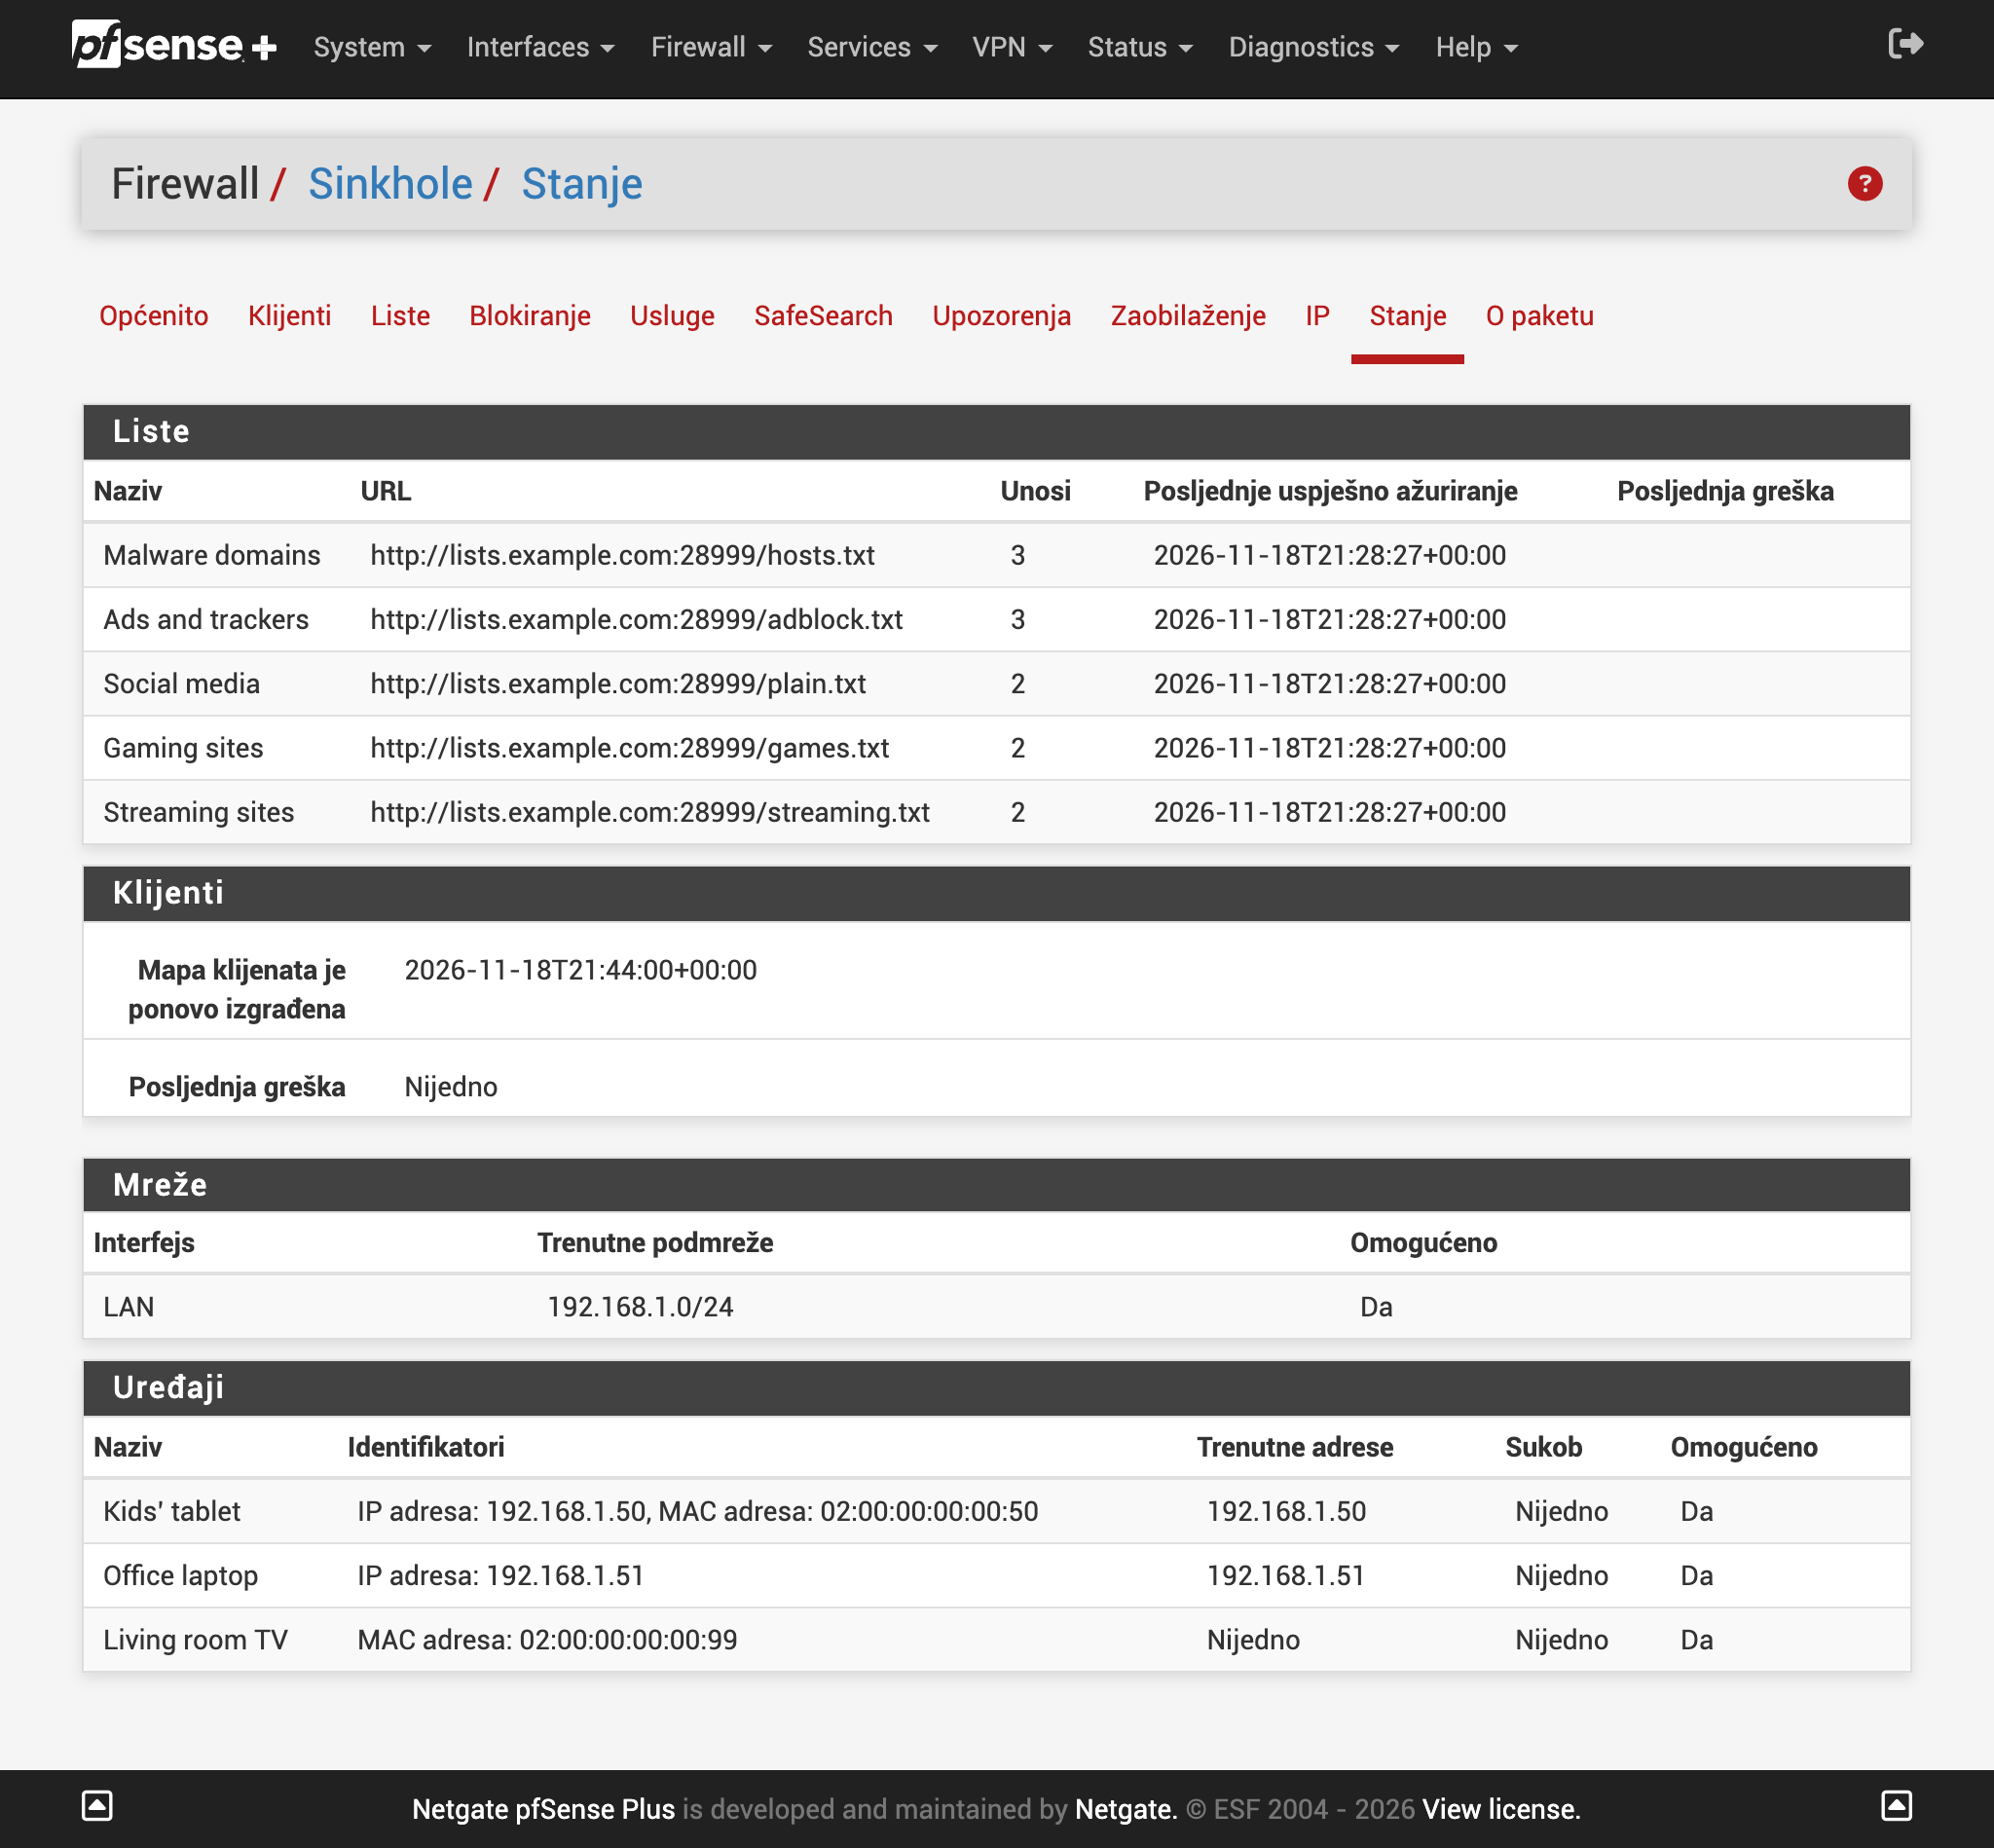 pfsense+ System Interfaces Firewall Services VPN Status Diagnostics Help
Firewall / Sinkhole / Stanje ?
Općenito Klijenti Liste Blokiranje Usluge SafeSearch Upozorenja Zaobilaženje IP Stanje O paketu
Liste
Naziv URL Unosi Posljednje uspješno ažuriranje Posljednja greška
Malware domains http://lists.example.com:28999/hosts.txt 3 2026-11-18T21:28:27+00:00
Ads and trackers http://lists.example.com:28999/adblock.txt 3 2026-11-18T21:28:27+00:00
Social media http://lists.example.com:28999/plain.txt 2 2026-11-18T21:28:27+00:00
Gaming sites http://lists.example.com:28999/games.txt 2 2026-11-18T21:28:27+00:00
Streaming sites http://lists.example.com:28999/streaming.txt 2 2026-11-18T21:28:27+00:00
Klijenti
Mapa klijenata je 2026-11-18T21:44:00+00:00
ponovo izgrađena
Posljednja greška Nijedno
Mreže
Interfejs Trenutne podmreže Omogućeno
LAN 192.168.1.0/24 Da
Uređaji
Naziv Identifikatori Trenutne adrese Sukob Omogućeno
Kids' tablet IP adresa: 192.168.1.50, MAC adresa: 02:00:00:00:00:50 192.168.1.50 Nijedno Da
Office laptop IP adresa: 192.168.1.51 192.168.1.51 Nijedno Da
Living room TV MAC adresa: 02:00:00:00:00:99 Nijedno Nijedno Da
Netgate pfSense Plus is developed and maintained by Netgate. © ESF 2004 - 2026 View license.